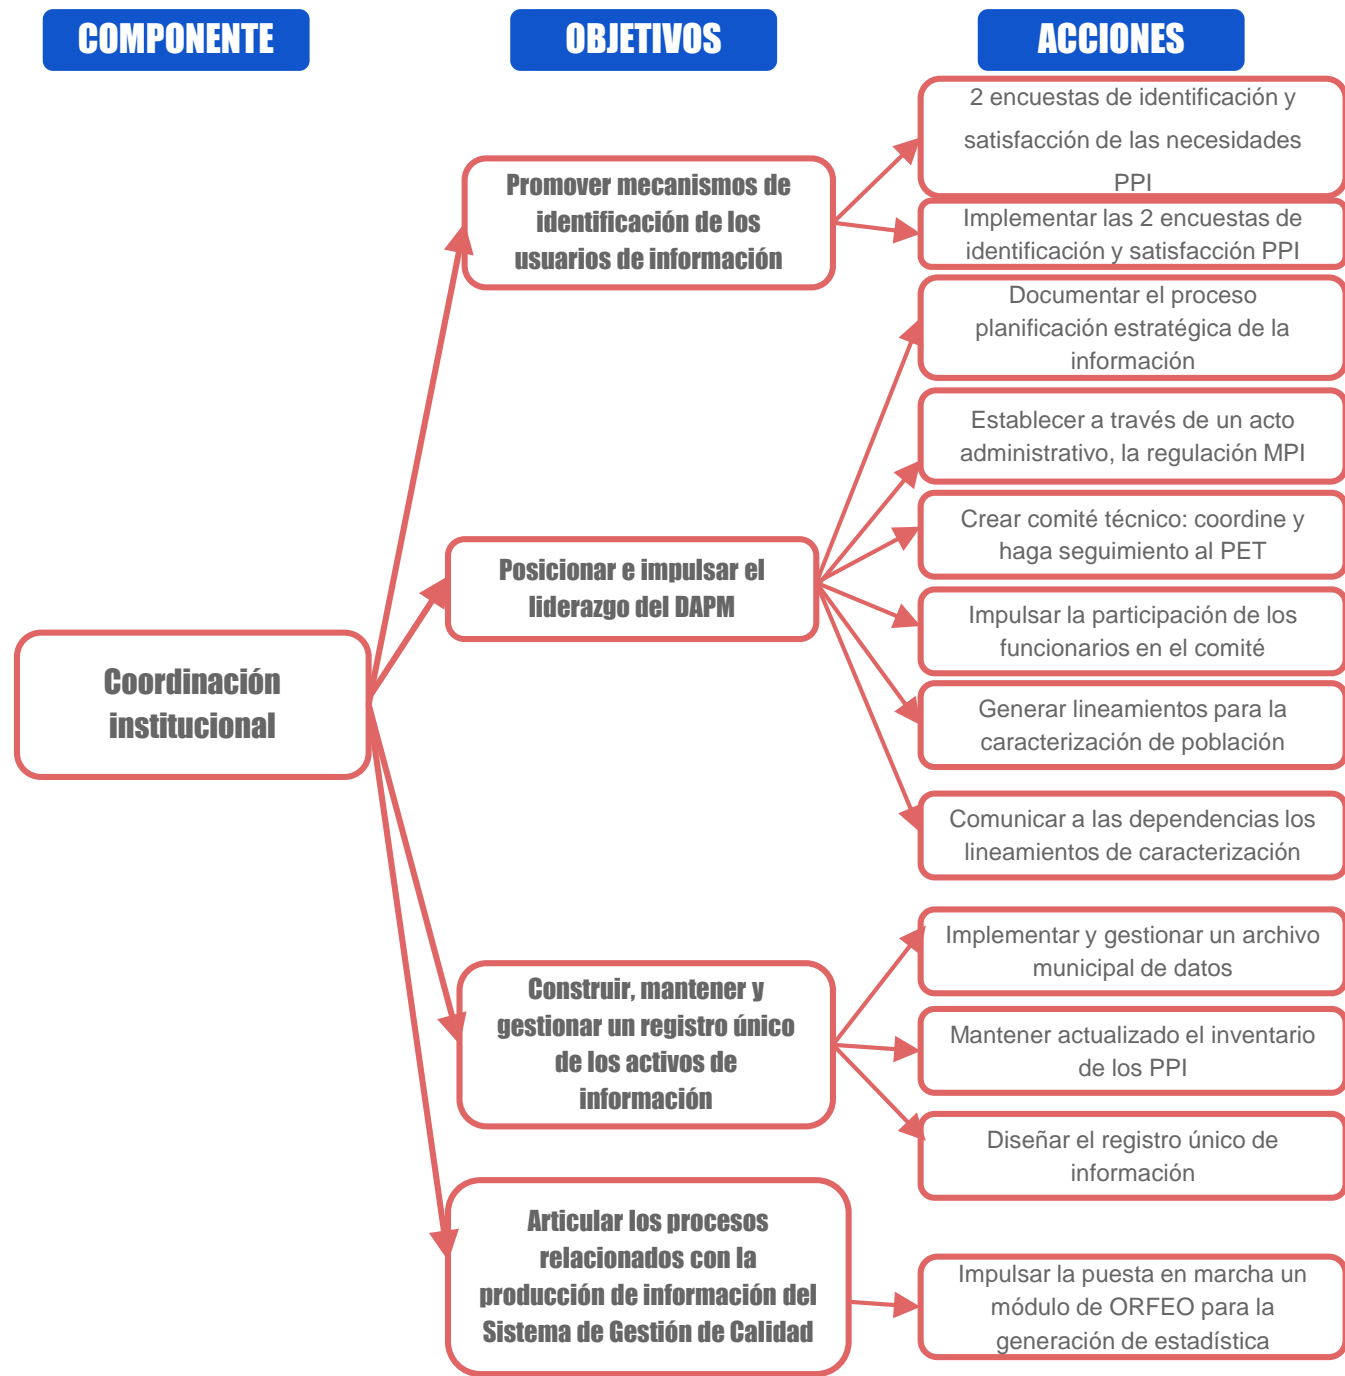 COMPONENTE
OBJETIVOS
ACCIONES
Coordinación
institucional
Promover mecanismos de
identificación de los
usuarios de información
2 encuestas de identificación y
satisfacción de las necesidades
PPI
Implementar las 2 encuestas de
identificación y satisfacción PPI
Posicionar e impulsar el
liderazgo del DAPM
Documentar el proceso
planificación estratégica de la
información
Establecer a través de un acto
administrativo, la regulación MPI
Crear comité técnico: coordine y
haga seguimiento al PET
Impulsar la participación de los
funcionarios en el comité
Generar lineamientos para la
caracterización de población
Comunicar a las dependencias los
lineamientos de caracterización
Construir, mantener y
gestionar un registro único
de los activos de
información
Implementar y gestionar un archivo
municipal de datos
Mantener actualizado el inventario
de los PPI
Diseñar el registro único de
información
Articular los procesos
relacionados con la
producción de información del
Sistema de Gestión de Calidad
Impulsar la puesta en marcha un
módulo de ORFEO para la
generación de estadística